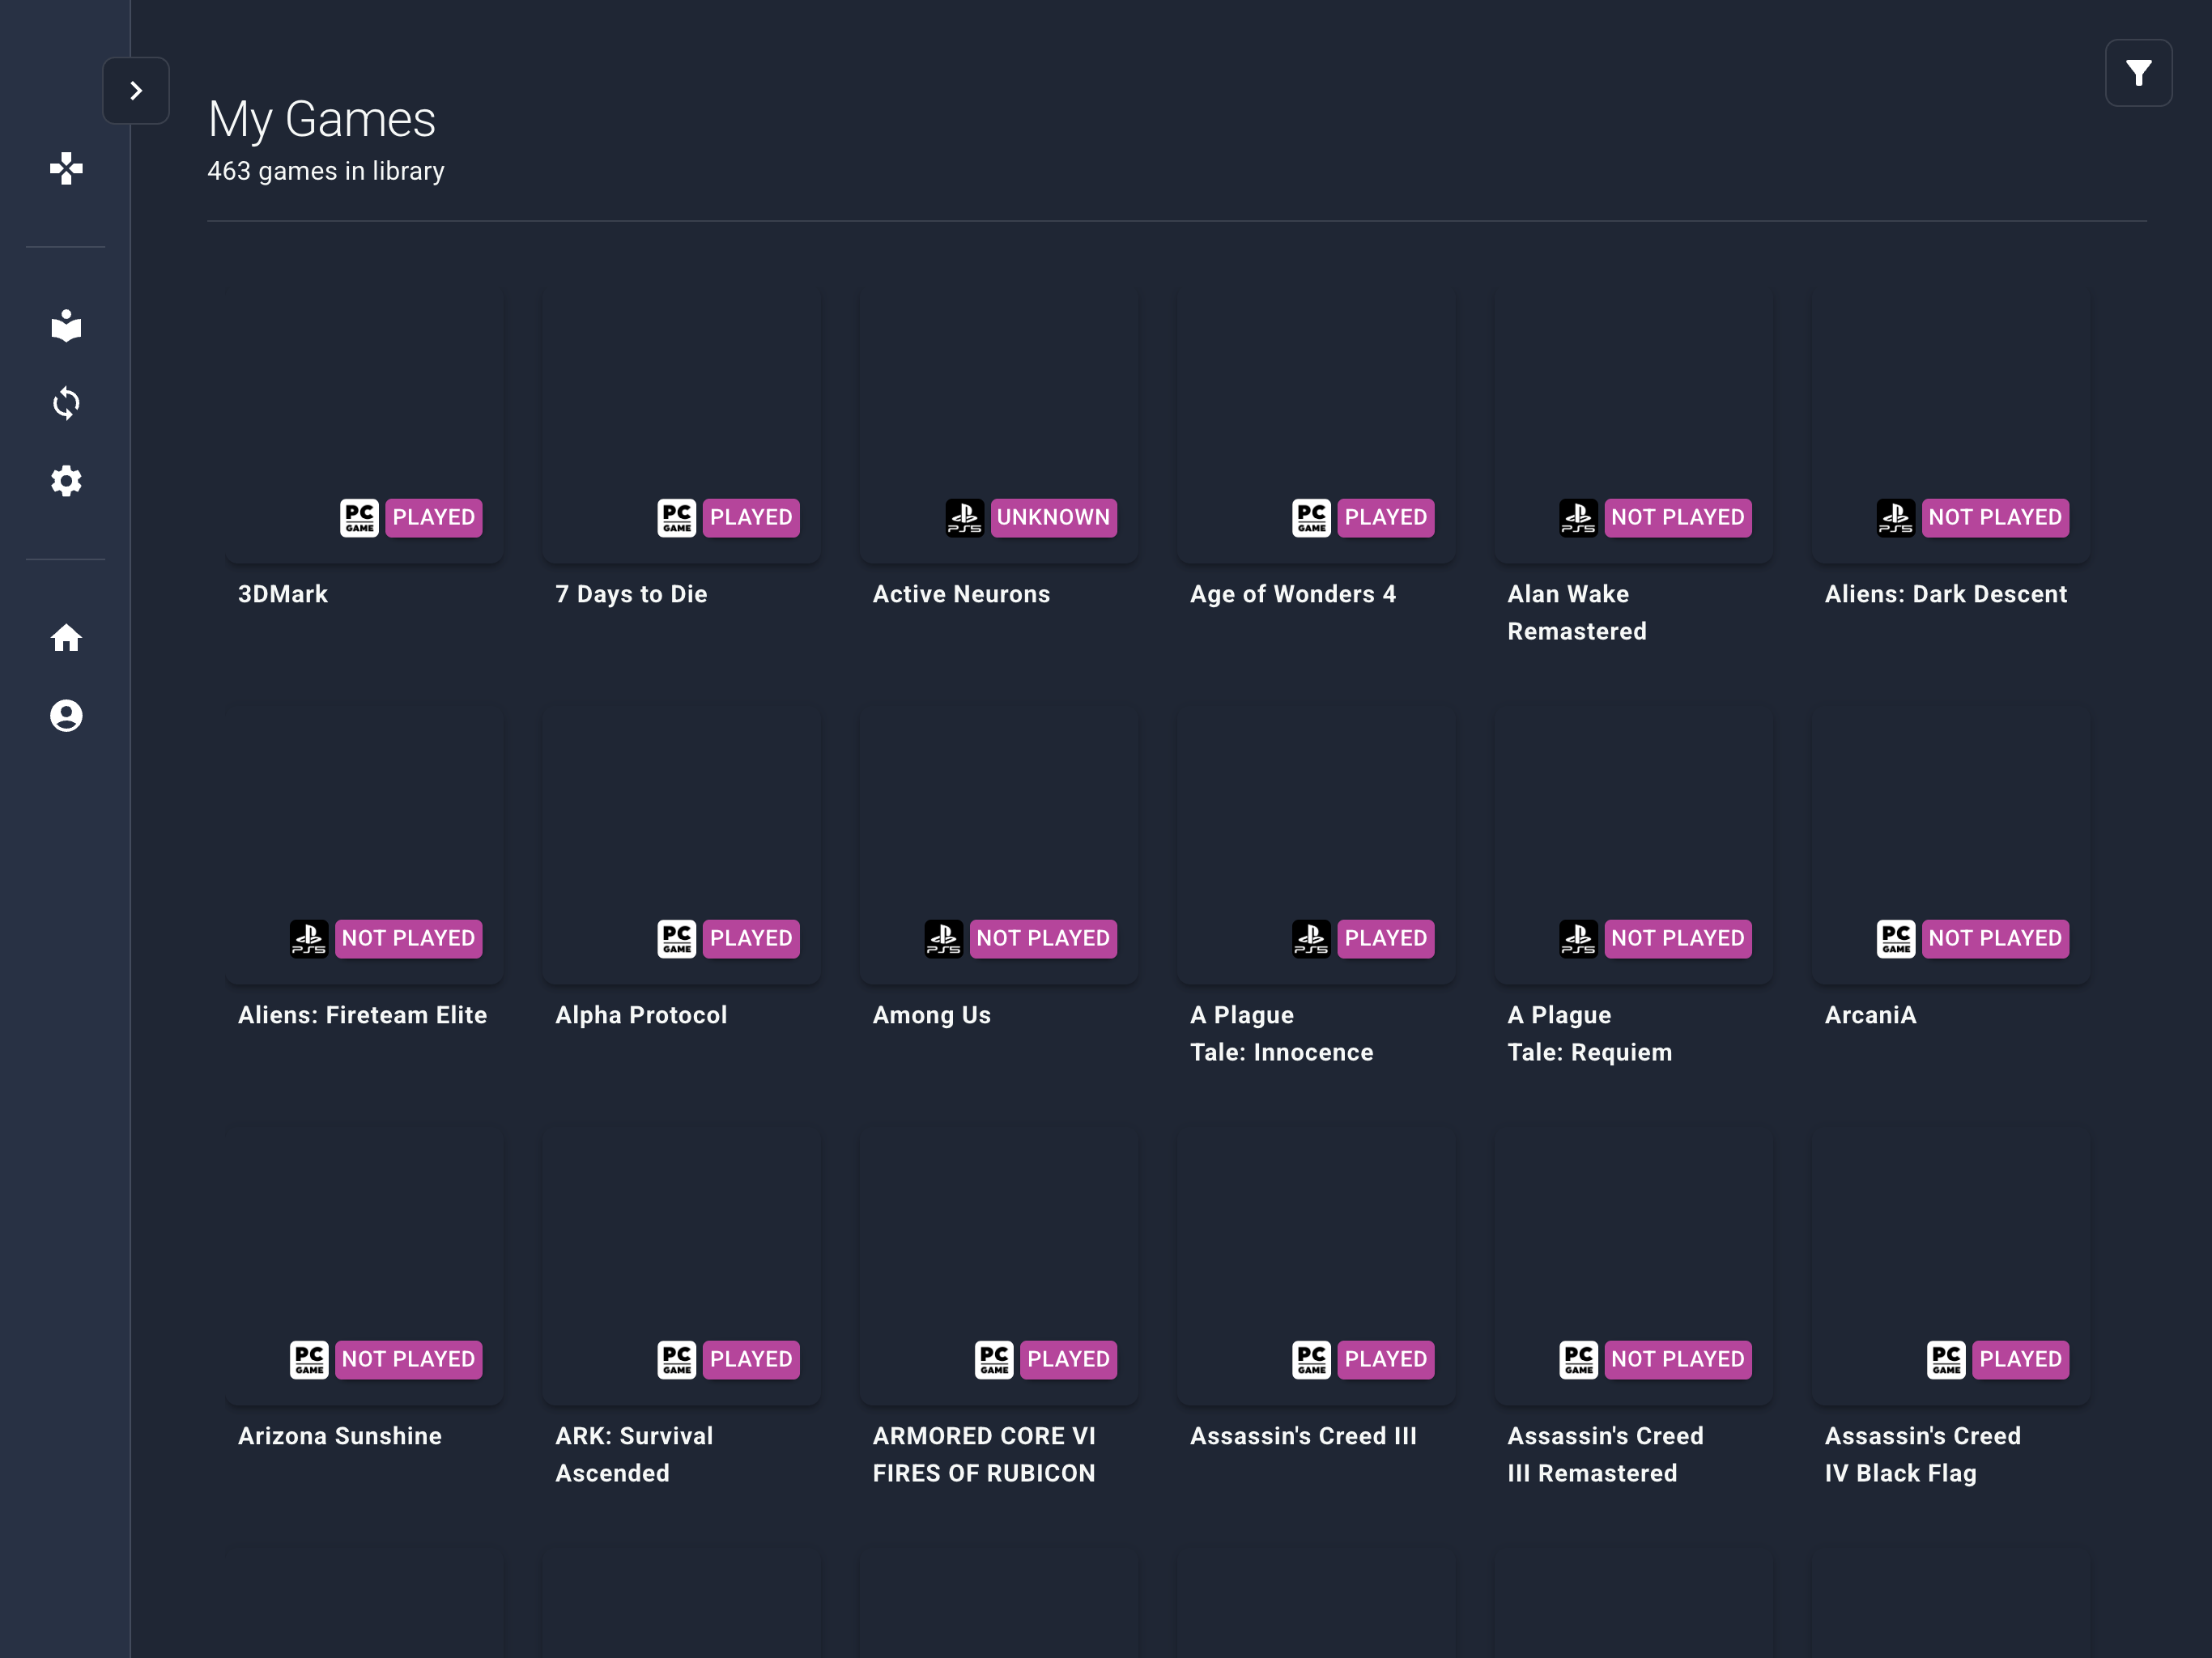 My Games
463 games in library
PC GAME PLAYED
PC GAME PLAYED
PS5 UNKNOWN
PC GAME PLAYED
PS5 NOT PLAYED
PS5 NOT PLAYED
3DMark
7 Days to Die
Active Neurons
Age of Wonders 4
Alan Wake
Remastered
Aliens: Dark Descent
PS5 NOT PLAYED
PC GAME PLAYED
PS5 NOT PLAYED
PS5 PLAYED
PS5 NOT PLAYED
PC GAME NOT PLAYED
Aliens: Fireteam Elite
Alpha Protocol
Among Us
A Plague
Tale: Innocence
A Plague
Tale: Requiem
ArcaniA
PC GAME NOT PLAYED
PC GAME PLAYED
PC GAME PLAYED
PC GAME PLAYED
PC GAME NOT PLAYED
PC GAME PLAYED
Arizona Sunshine
ARK: Survival
Ascended
ARMORED CORE VI
FIRES OF RUBICON
Assassin's Creed III
Assassin's Creed
III Remastered
Assassin's Creed
IV Black Flag